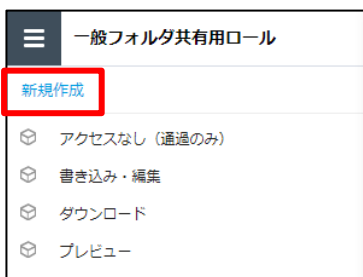 一般フォルダ共有用ロール
新規作成
アクセスなし（通過のみ）
書き込み・編集
ダウンロード
プレビュー